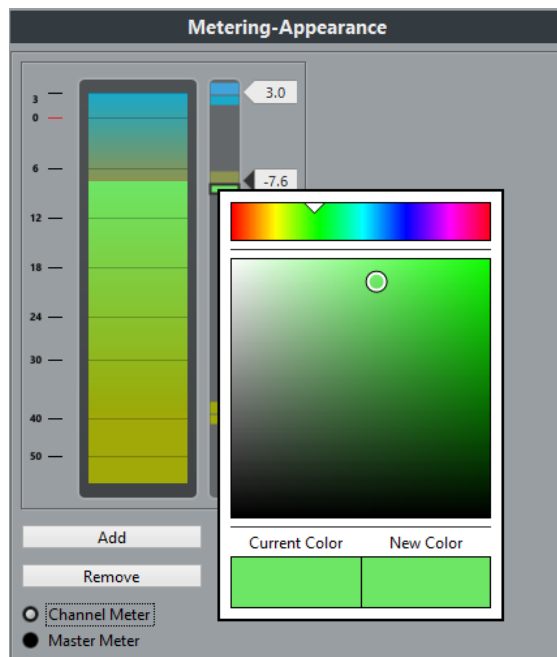 Metering-Appearance
3
3.0
0
6
-7.6
12
18
24
30
40
50
Current Color New Color
Add
Remove
Channel Meter
Master Meter